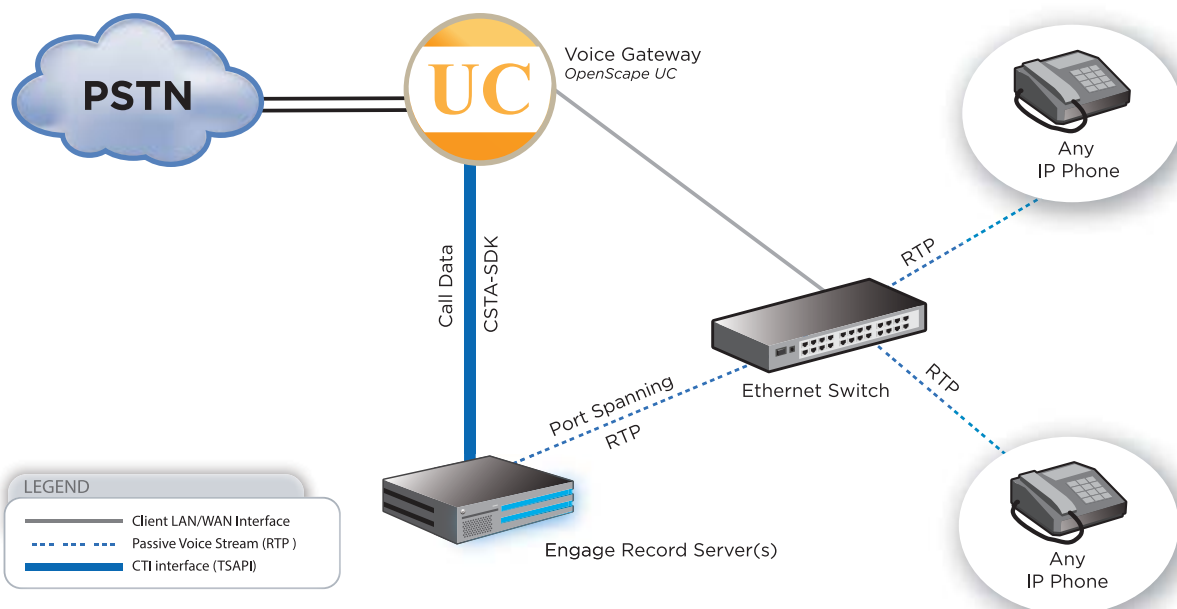 PSTN
UC
Voice Gateway
OpenScape UC
Any
IP Phone
Call Data
CSTA-SDK
RTP
Ethernet Switch
RTP
Port Spanning
RTP
Engage Record Server(s)
Any
IP Phone
LEGEND
Client LAN/WAN Interface
Passive Voice Stream (RTP )
CTI interface (TSAPI)